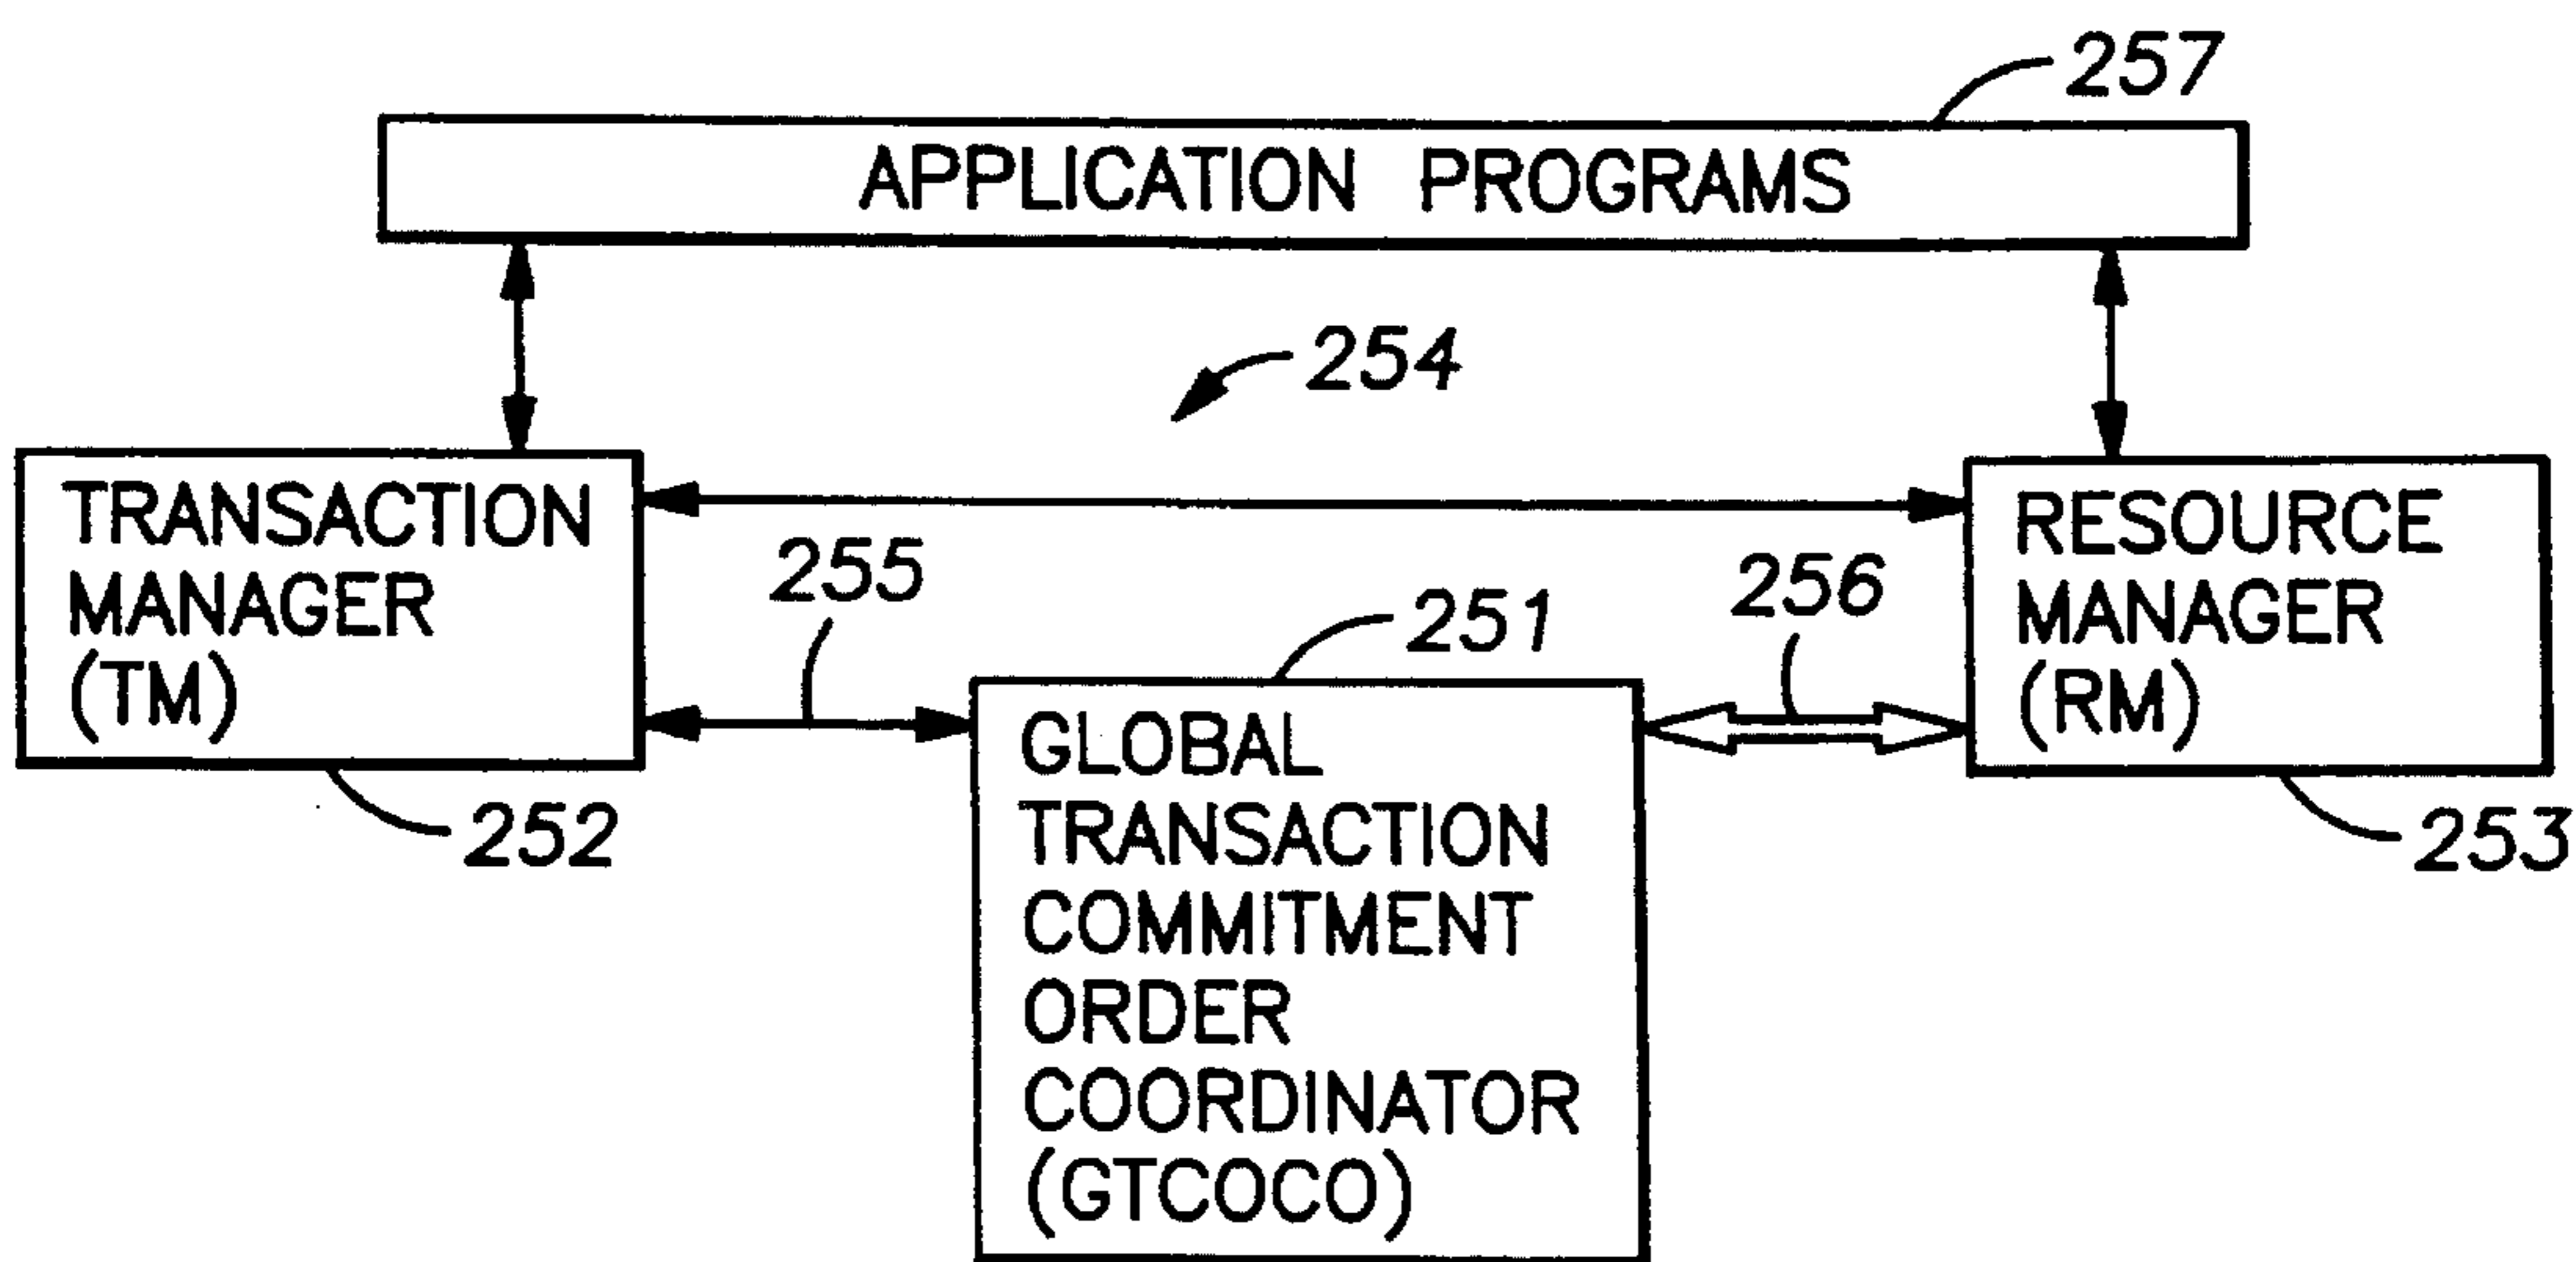 257
APPLICATION PROGRAMS
254
TRANSACTION
MANAGER
(TM)
252
255
251
GLOBAL
TRANSACTION
COMMITMENT
ORDER
COORDINATOR
(GTCOCO)
256
RESOURCE
MANAGER
(RM)
253